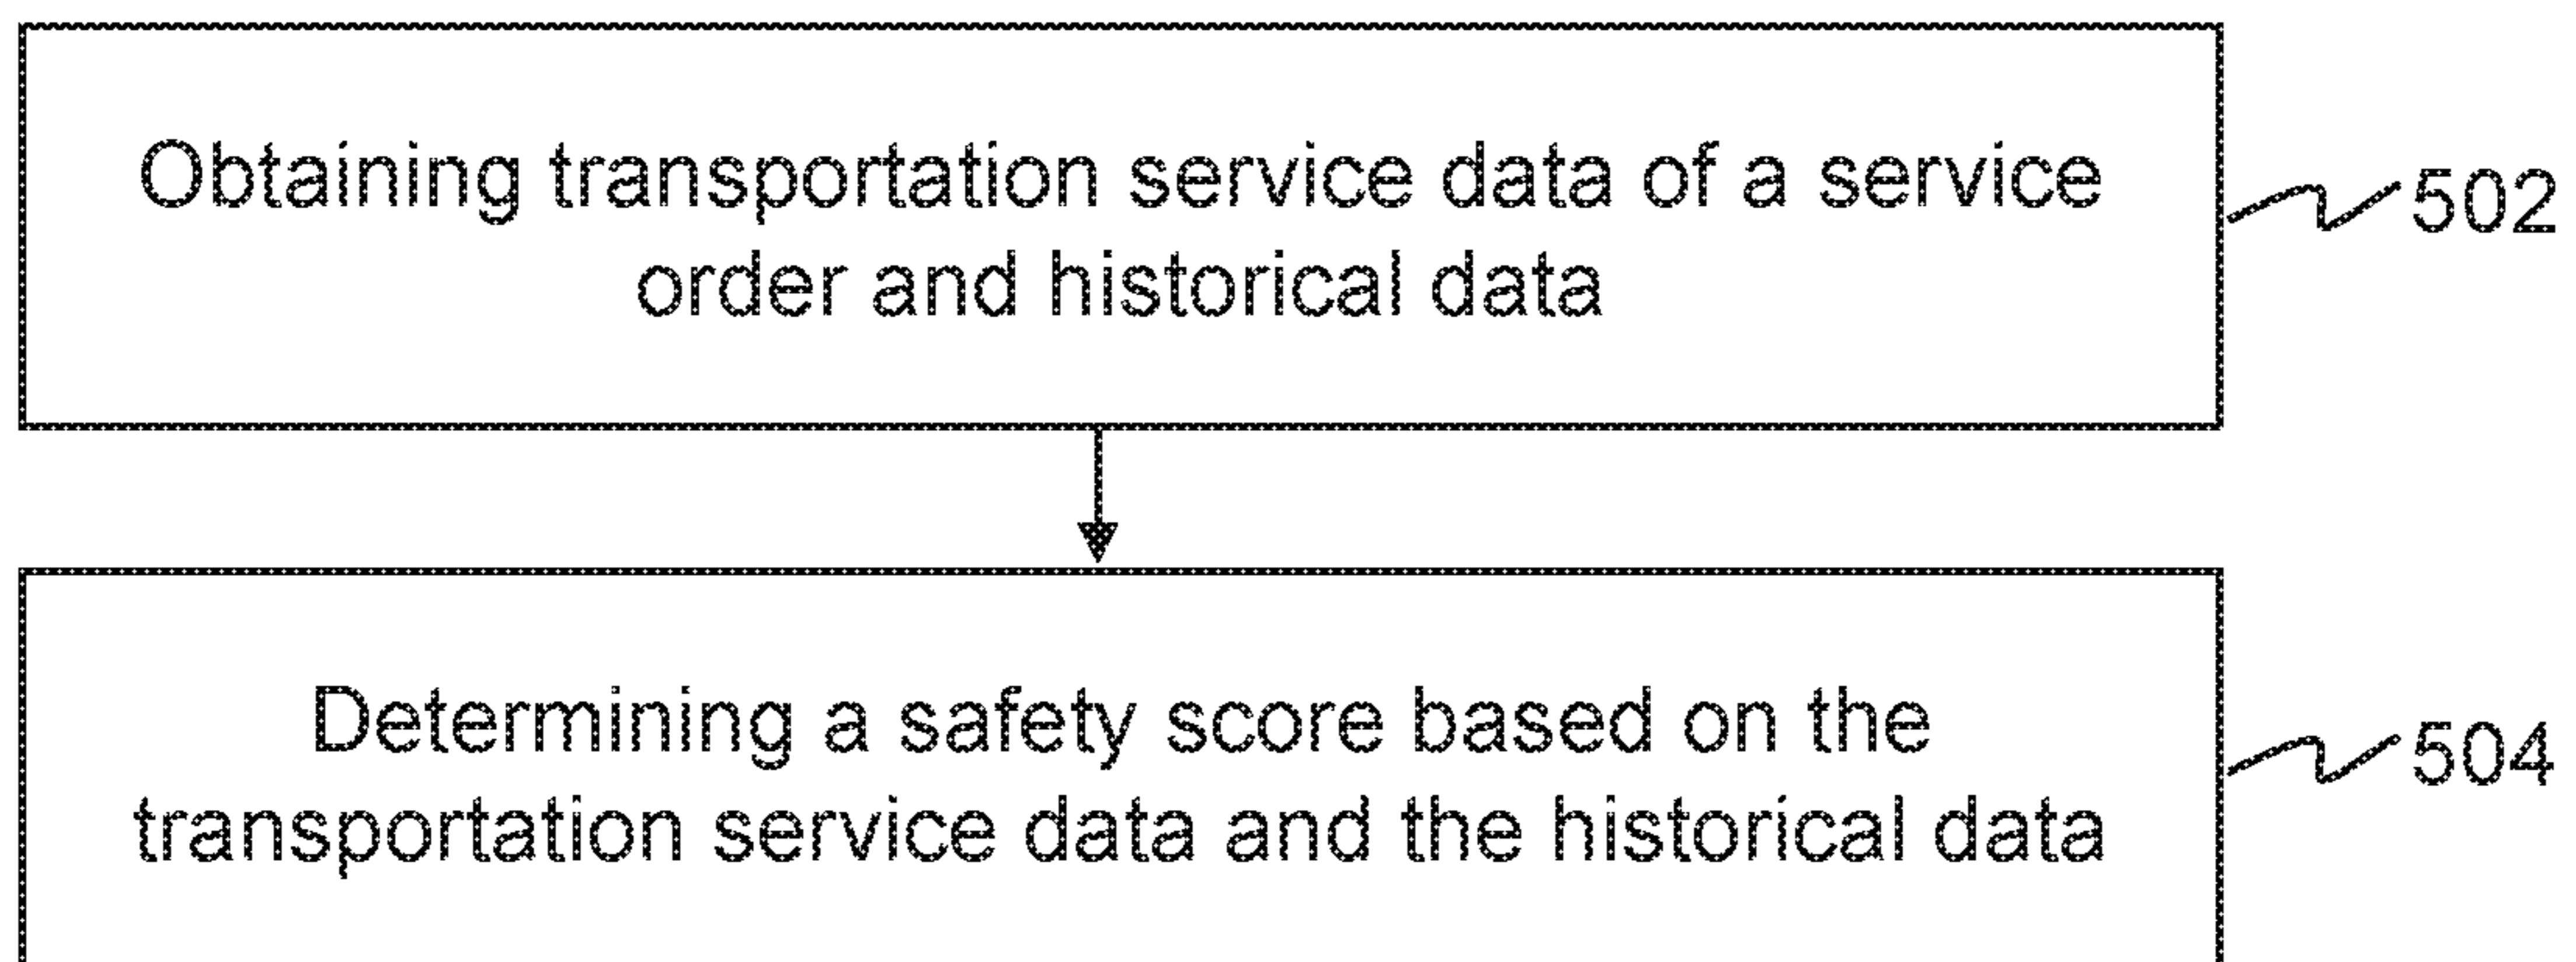 Obtaining transportation service data of a service
order and historical data
502
Determining a safety score based on the
transportation service data and the historical data
504